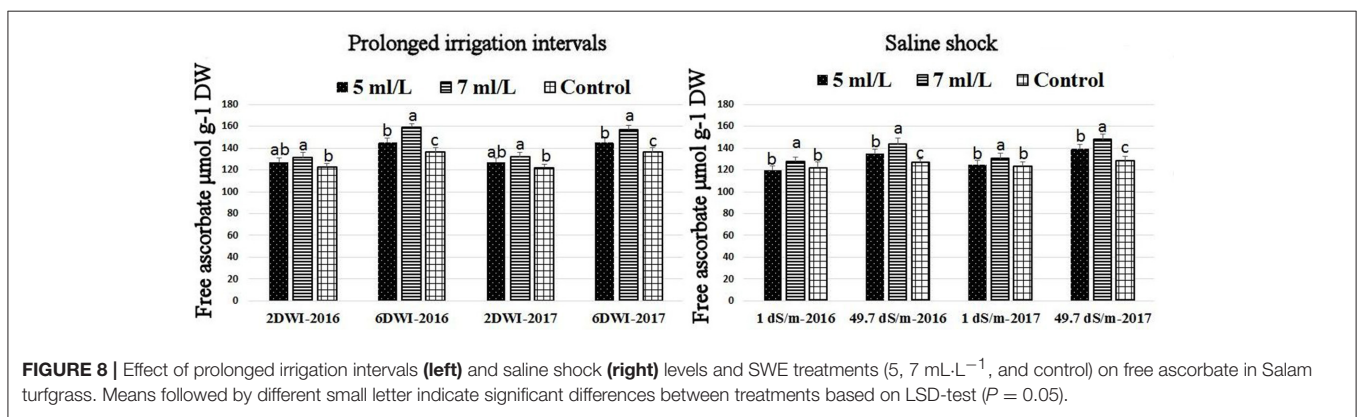 Prolonged irrigation intervals
5 ml/L 7 ml/L Control
Free ascorbate µmol g-1 DW
180
160
140
120
100
80
60
40
20
0
ab a b
b a c
ab a b
b a c
2DWI-2016 6DWI-2016 2DWI-2017 6DWI-2017
Saline shock
5 ml/L 7 ml/L Control
Free ascorbate µmol g-1 DW
180
160
140
120
100
80
60
40
20
0
b a b
b a c
b a b
b a c
1 dS/m-2016 49.7 dS/m-2016 1 dS/m-2017 49.7 dS/m-2017
FIGURE 8 | Effect of prolonged irrigation intervals (left) and saline shock (right) levels and SWE treatments (5, 7 mL·L⁻¹, and control) on free ascorbate in Salam
turfgrass. Means followed by different small letter indicate significant differences between treatments based on LSD-test (P = 0.05).